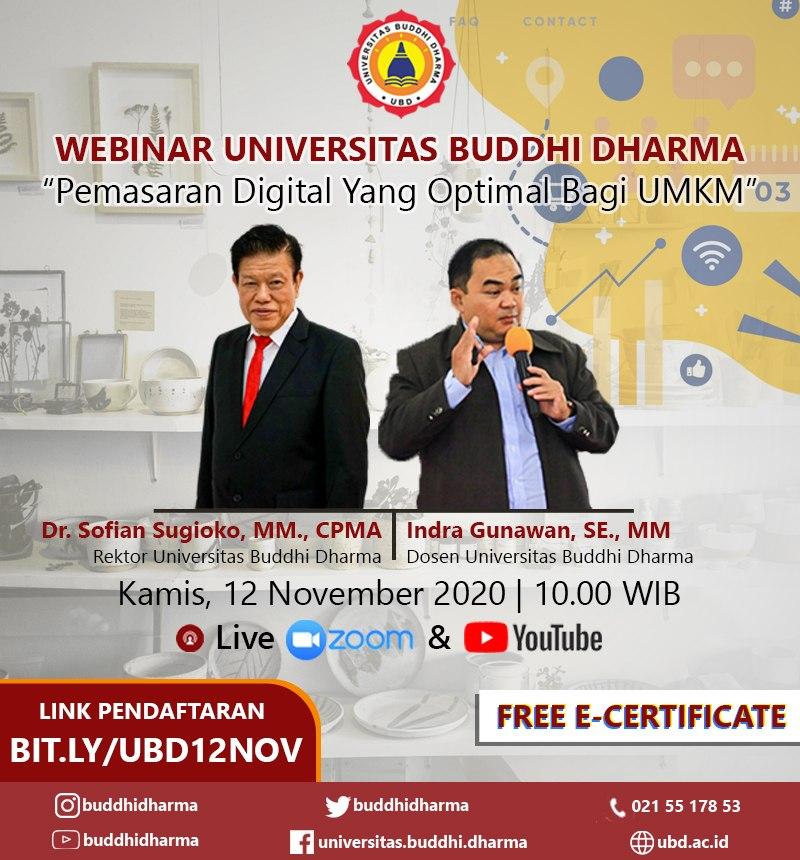 FAQ CONTACT
UNIVERSITAS BUDDHI DHARMA
UBD
#
WEBINAR UNIVERSITAS BUDDHI DHARMA
“Pemasaran Digital Yang Optimal Bagi UMKM”
03
Dr. Sofian Sugioko, MM., CPMA
Rektor Universitas Buddhi Dharma
Indra Gunawan, SE., MM
Dosen Universitas Buddhi Dharma
Kamis, 12 November 2020 | 10.00 WIB
Live zoom & YouTube
LINK PENDAFTARAN
BIT.LY/UBD12NOV
FREE E-CERTIFICATE
buddhidharma
buddhidharma
021 55 178 53
buddhidharma
universitas.buddhi.dharma
ubd.ac.id